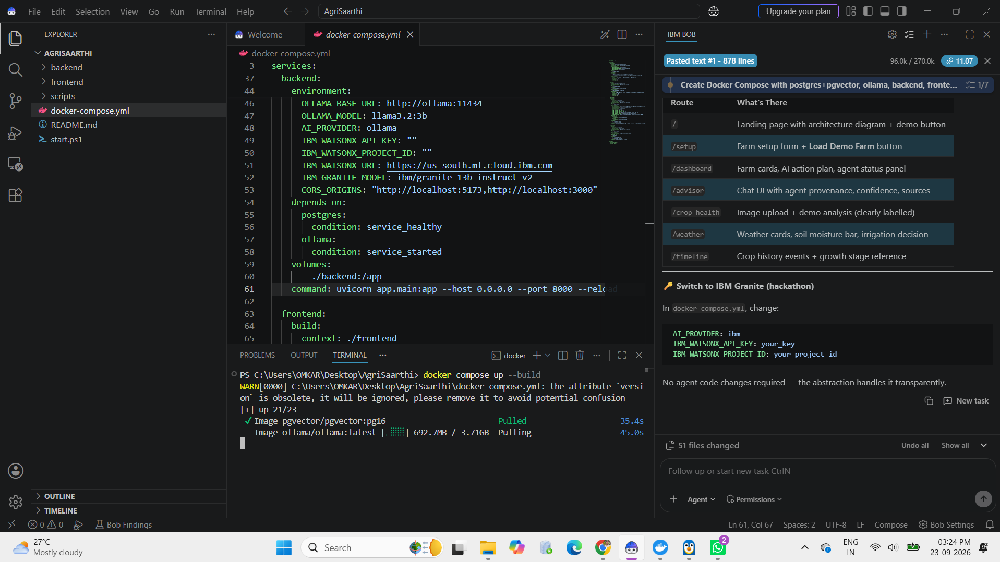 File Edit Selection View Go Run Terminal Help
AgriSaarthi
Upgrade your plan
EXPLORER
AGRISAARTHI
backend
frontend
scripts
docker-compose.yml
README.md
start.ps1
OUTLINE
TIMELINE
Welcome
docker-compose.yml
docker-compose.yml
3 services:
37 backend:
44 environment:
46 OLLAMA_BASE_URL: http://ollama:11434
47 OLLAMA_MODEL: llama3.2:3b
48 AI_PROVIDER: ollama
49 IBM_WATSONX_API_KEY: ""
50 IBM_WATSONX_PROJECT_ID: ""
51 IBM_WATSONX_URL: https://us-south.ml.cloud.ibm.com
52 IBM_GRANITE_MODEL: ibm/granite-13b-instruct-v2
53 CORS_ORIGINS: "http://localhost:5173,http://localhost:3000"
54 depends_on:
55 postgres:
56 condition: service_healthy
57 ollama:
58 condition: service_started
59 volumes:
60 - ./backend:/app
61 command: uvicorn app.main:app --host 0.0.0.0 --port 8000 --reload
62
63 frontend:
64 build:
65 context: ./frontend
PROBLEMS OUTPUT TERMINAL
docker
PS C:\Users\OMKAR\Desktop\AgriSaarthi> docker compose up --build
WARN[0000] C:\Users\OMKAR\Desktop\AgriSaarthi\docker-compose.yml: the attribute `versi
on` is obsolete, it will be ignored, please remove it to avoid potential confusion
[+] up 21/23
✓ Image pgvector/pgvector:pg16 Pulled 35.4s
- Image ollama/ollama:latest [ ] 692.7MB / 3.71GB Pulling 45.0s
IBM BOB
Pasted text #1 - 878 lines
96.0k / 270.0k
11.07
Create Docker Compose with postgres+pgvector, ollama, backend, fronte... 1/7
Route What's There
/ Landing page with architecture diagram + demo button
/setup Farm setup form + Load Demo Farm button
/dashboard Farm cards, AI action plan, agent status panel
/advisor Chat UI with agent provenance, confidence, sources
/crop-health Image upload + demo analysis (clearly labelled)
/weather Weather cards, soil moisture bar, irrigation decision
/timeline Crop history events + growth stage reference
🔑 Switch to IBM Granite (hackathon)
In docker-compose.yml, change:
AI_PROVIDER: ibm
IBM_WATSONX_API_KEY: your_key
IBM_WATSONX_PROJECT_ID: your_project_id
No agent code changes required — the abstraction handles it transparently.
New task
51 files changed
Undo all
Show all
Follow up or start new task CtrlN
Agent
Permissions
0 0
Bob Findings
Ln 61, Col 67
Spaces: 2
UTF-8
LF
Compose
Bob Settings
27°C
Mostly cloudy
Search
2
ENG
IN
03:24 PM
23-09-2026